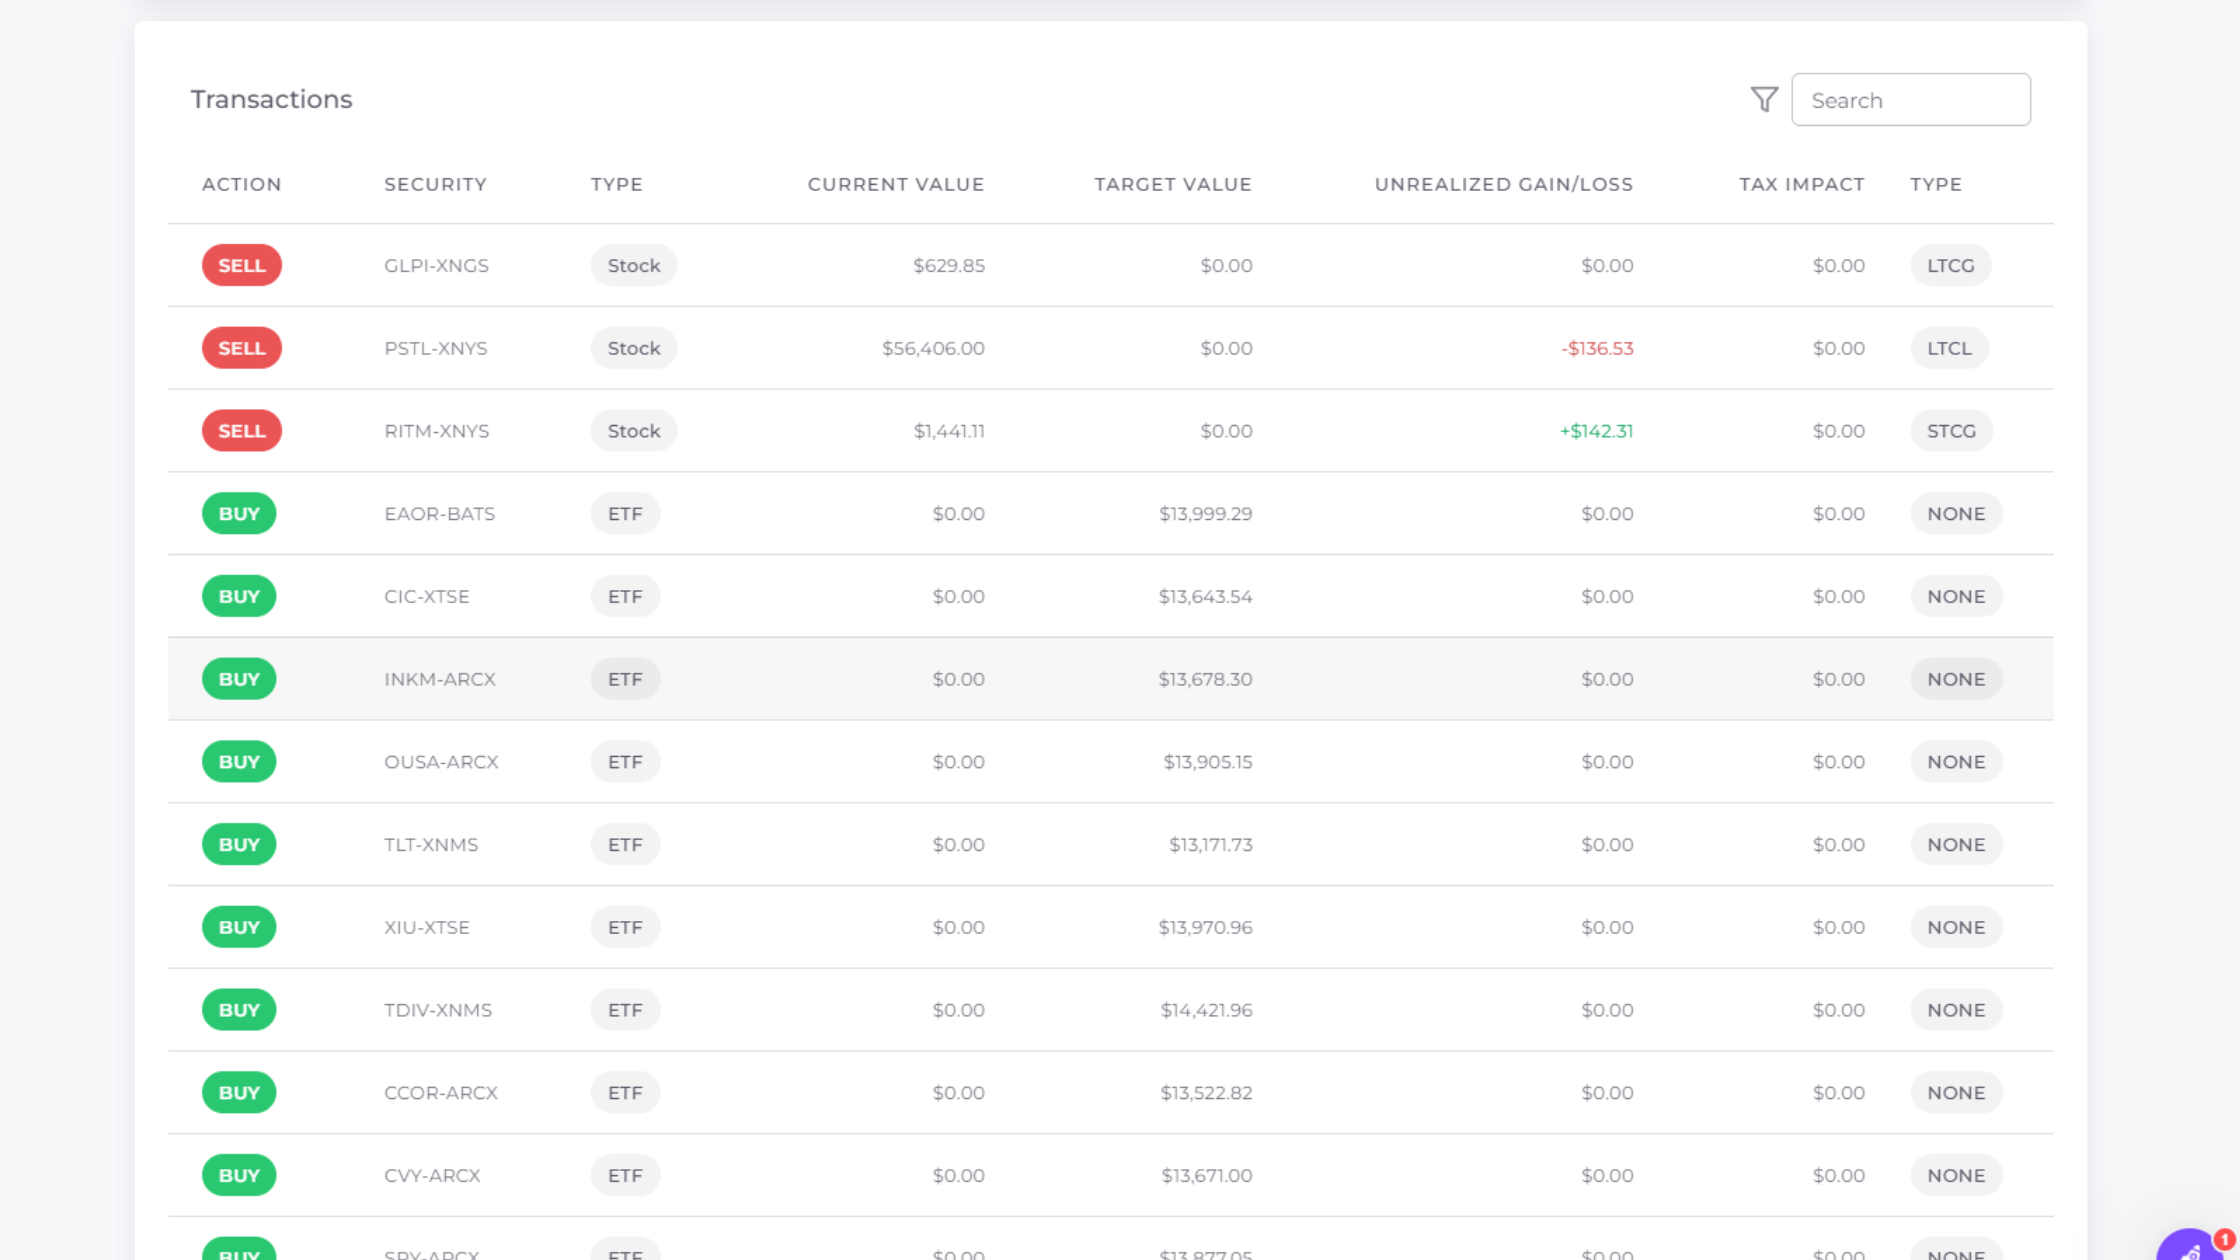 Transactions Search
ACTION SECURITY TYPE CURRENT VALUE TARGET VALUE UNREALIZED GAIN/LOSS TAX IMPACT TYPE
SELL GLPI-XNGS Stock $629.85 $0.00 $0.00 $0.00 LTCG
SELL PSTL-XNYS Stock $56,406.00 $0.00 -$136.53 $0.00 LTCL
SELL RITM-XNYS Stock $1,441.11 $0.00 +$142.31 $0.00 STCG
BUY EAOR-BATS ETF $0.00 $13,999.29 $0.00 $0.00 NONE
BUY CIC-XTSE ETF $0.00 $13,643.54 $0.00 $0.00 NONE
BUY INKM-ARCX ETF $0.00 $13,678.30 $0.00 $0.00 NONE
BUY OUSA-ARCX ETF $0.00 $13,905.15 $0.00 $0.00 NONE
BUY TLT-XNMS ETF $0.00 $13,171.73 $0.00 $0.00 NONE
BUY XIU-XTSE ETF $0.00 $13,970.96 $0.00 $0.00 NONE
BUY TDIV-XNMS ETF $0.00 $14,421.96 $0.00 $0.00 NONE
BUY CCOR-ARCX ETF $0.00 $13,522.82 $0.00 $0.00 NONE
BUY CVY-ARCX ETF $0.00 $13,671.00 $0.00 $0.00 NONE
BUY SPY-ARCX ETF $0.00 $13,877.05 $0.00 $0.00 NONE
1